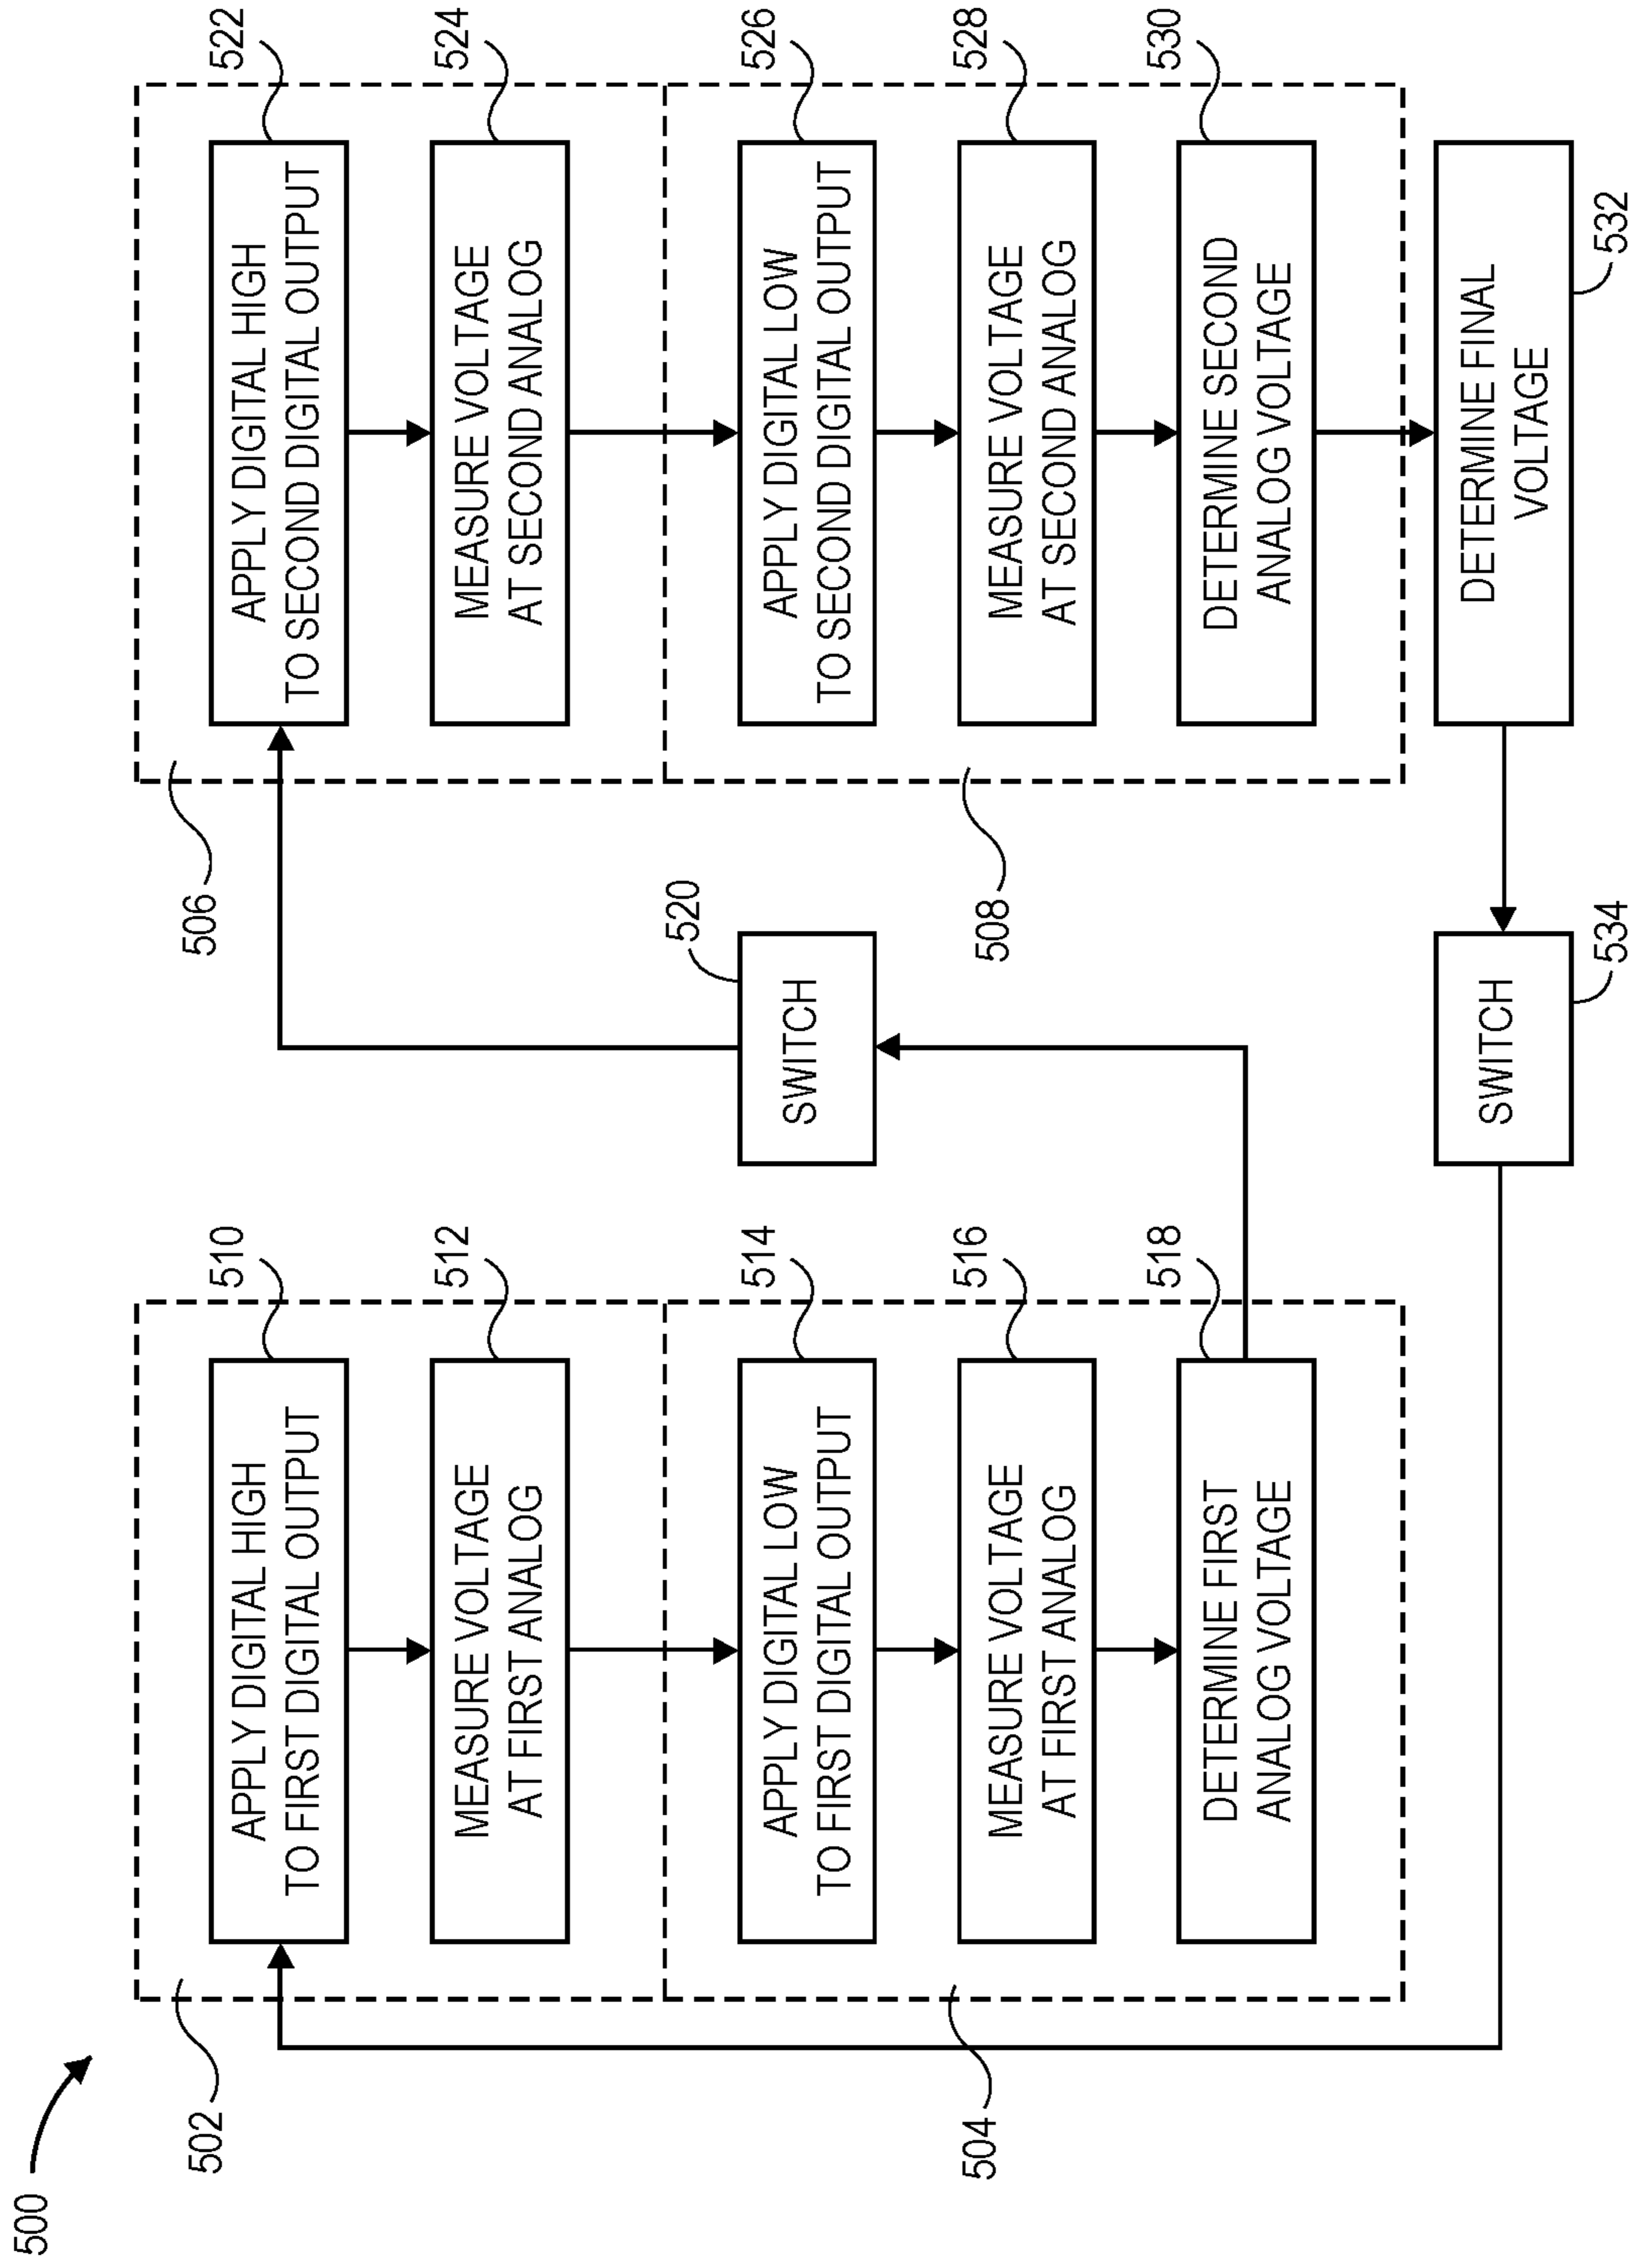 500
502
510
APPLY DIGITAL HIGH
TO FIRST DIGITAL OUTPUT
512
MEASURE VOLTAGE
AT FIRST ANALOG
504
514
APPLY DIGITAL LOW
TO FIRST DIGITAL OUTPUT
516
MEASURE VOLTAGE
AT FIRST ANALOG
518
DETERMINE FIRST
ANALOG VOLTAGE
520
SWITCH
506
522
APPLY DIGITAL HIGH
TO SECOND DIGITAL OUTPUT
524
MEASURE VOLTAGE
AT SECOND ANALOG
508
526
APPLY DIGITAL LOW
TO SECOND DIGITAL OUTPUT
528
MEASURE VOLTAGE
AT SECOND ANALOG
530
DETERMINE SECOND
ANALOG VOLTAGE
DETERMINE FINAL
VOLTAGE
532
SWITCH
534